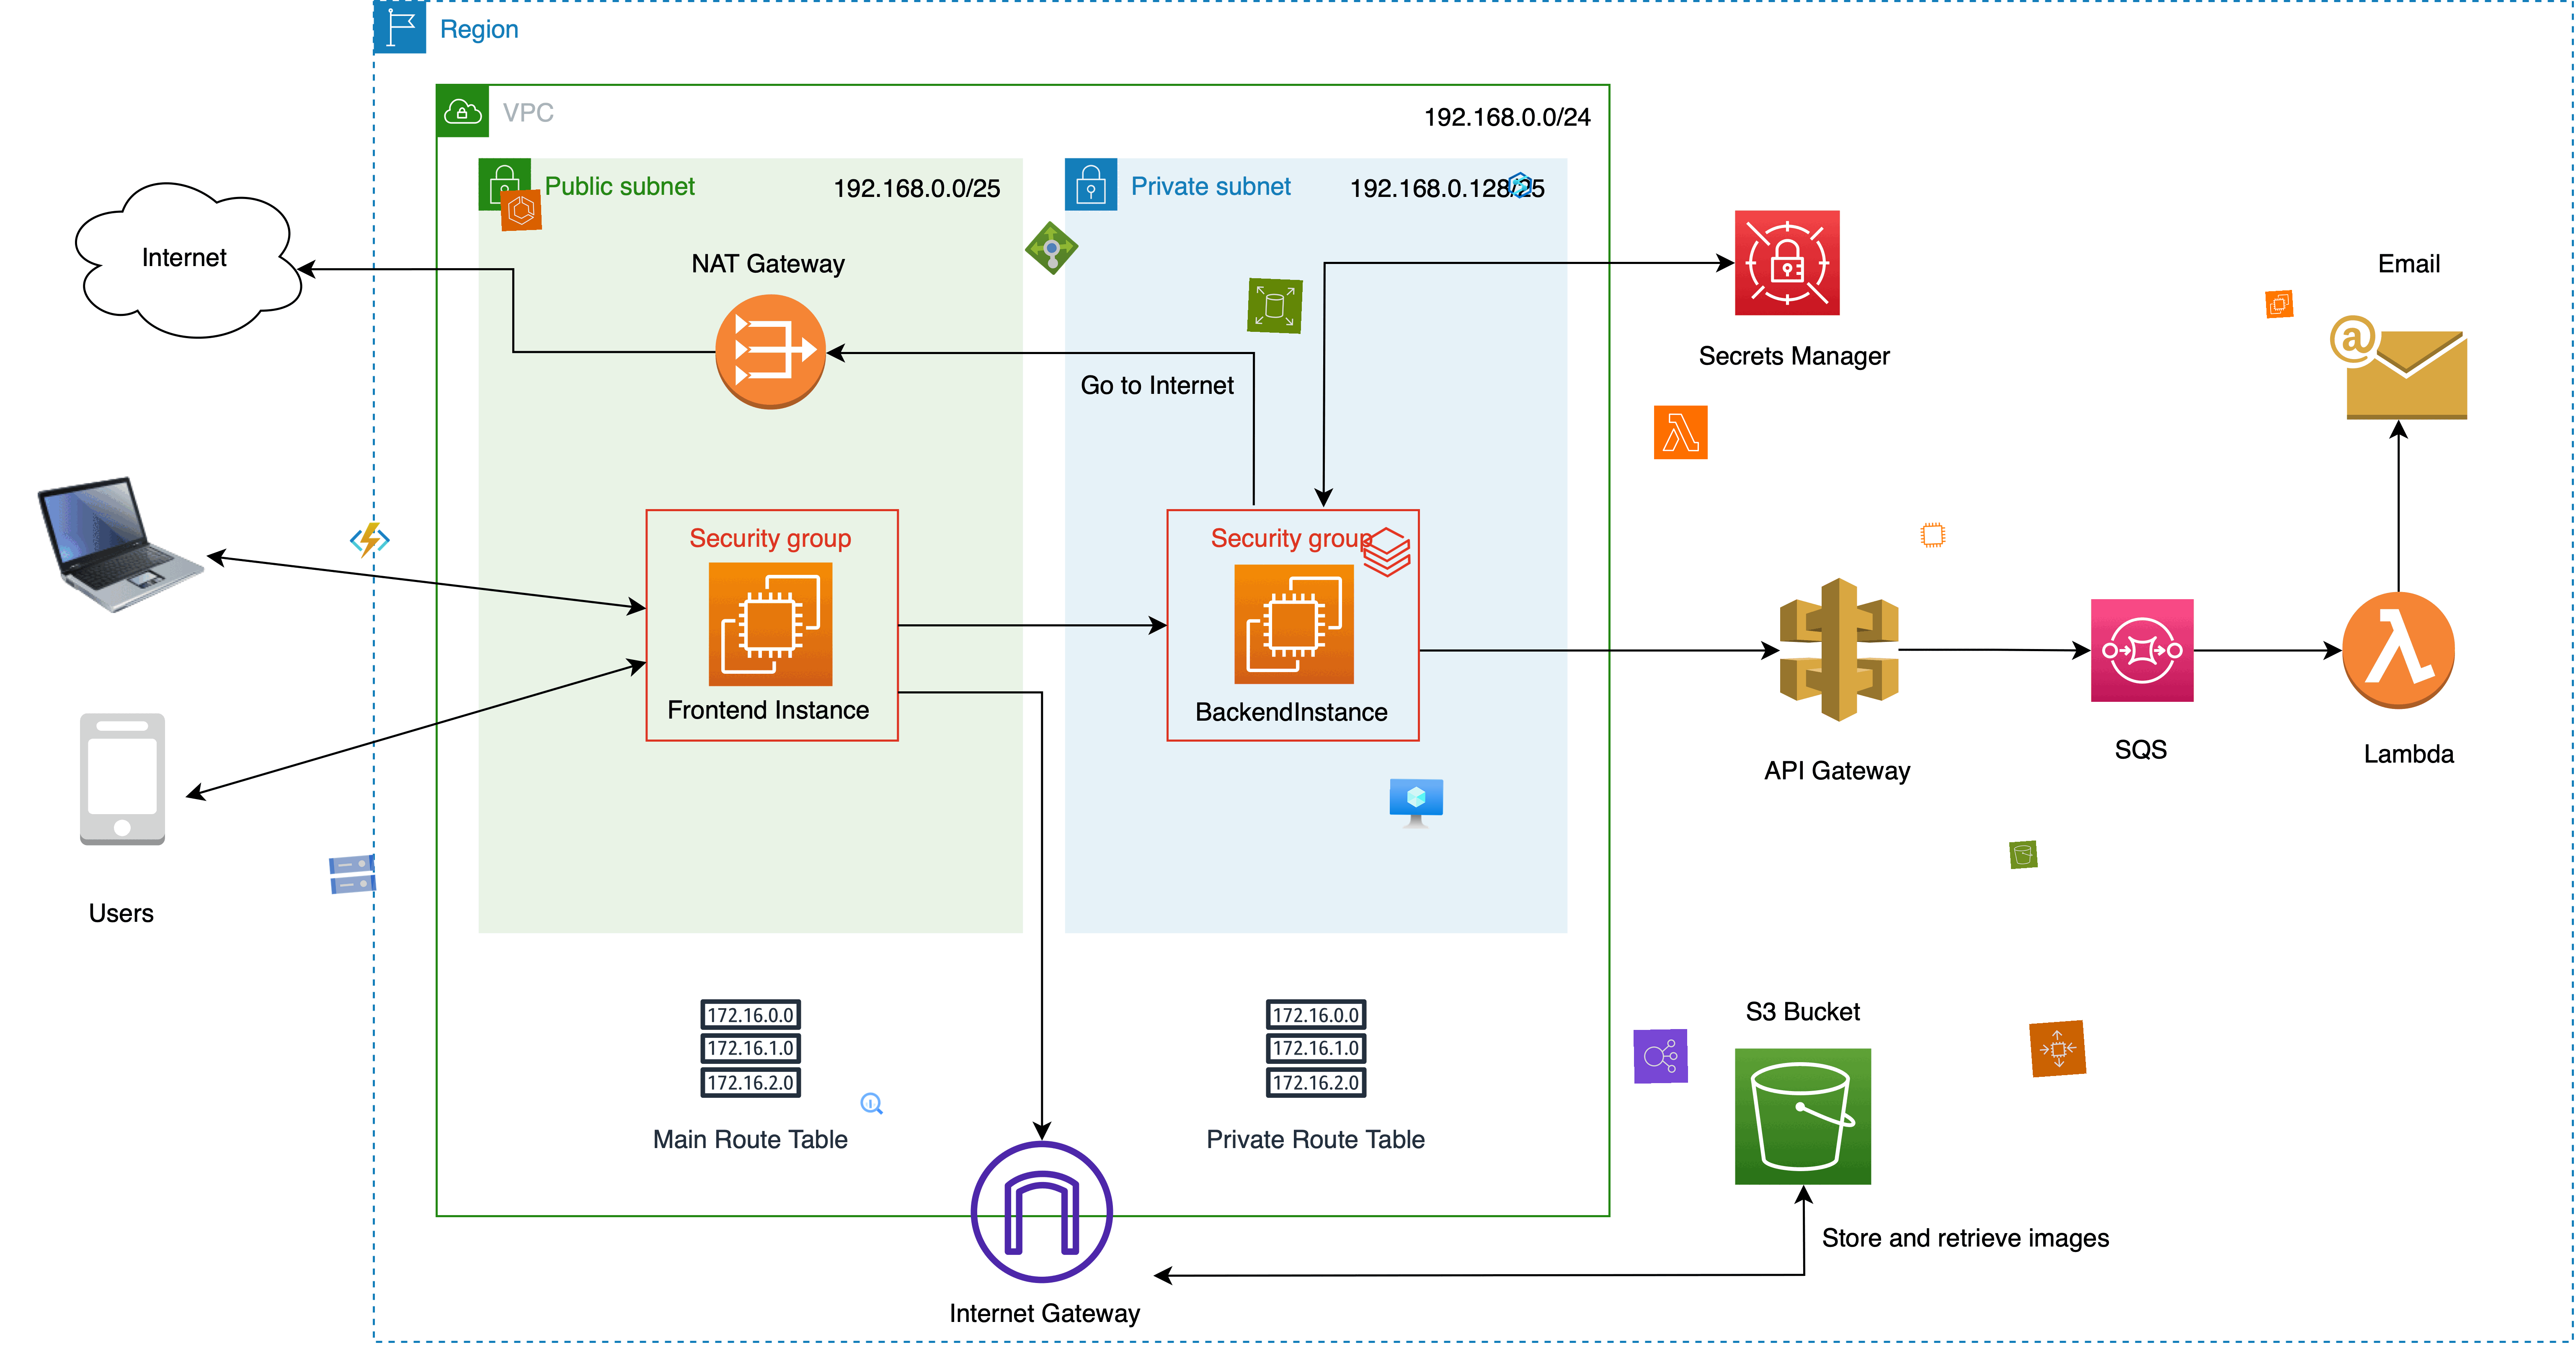 Region
VPC
192.168.0.0/24
Public subnet
192.168.0.0/25
Private subnet
192.168.0.128/25
Internet
NAT Gateway
Go to Internet
Secrets Manager
Email
Security group
Frontend Instance
Security group
BackendInstance
API Gateway
SQS
Lambda
Users
172.16.0.0
172.16.1.0
172.16.2.0
Main Route Table
172.16.0.0
172.16.1.0
172.16.2.0
Private Route Table
S3 Bucket
Store and retrieve images
Internet Gateway